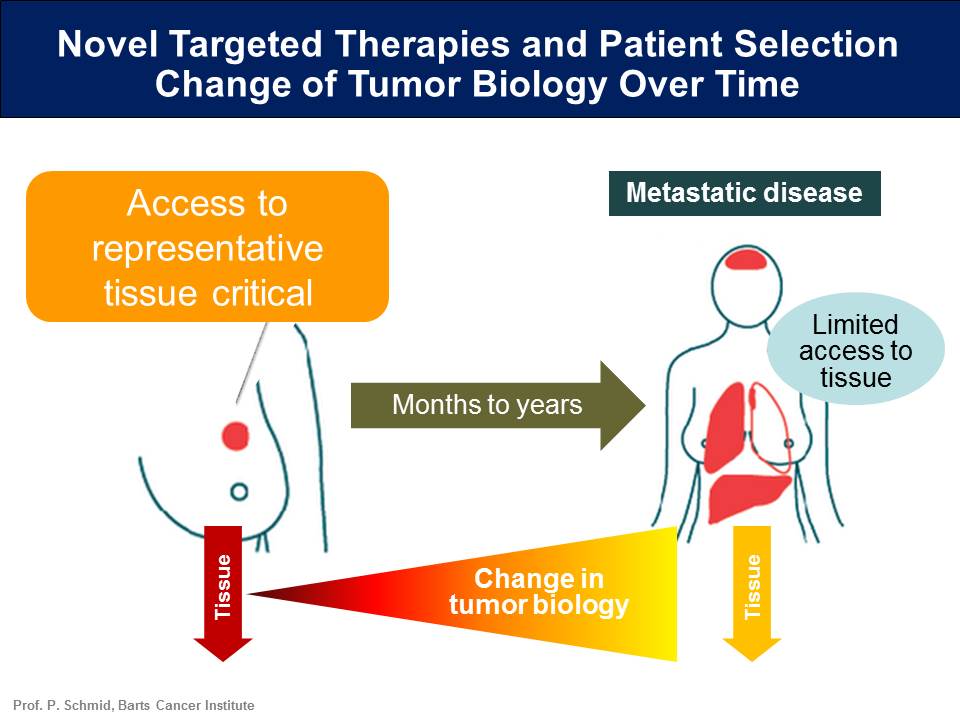 Novel Targeted Therapies and Patient Selection
Change of Tumor Biology Over Time
Access to
representative
tissue critical
Metastatic disease
Limited
access to
tissue
Months to years
Tissue
Change in
tumor biology
Tissue
Prof. P. Schmid, Barts Cancer Institute